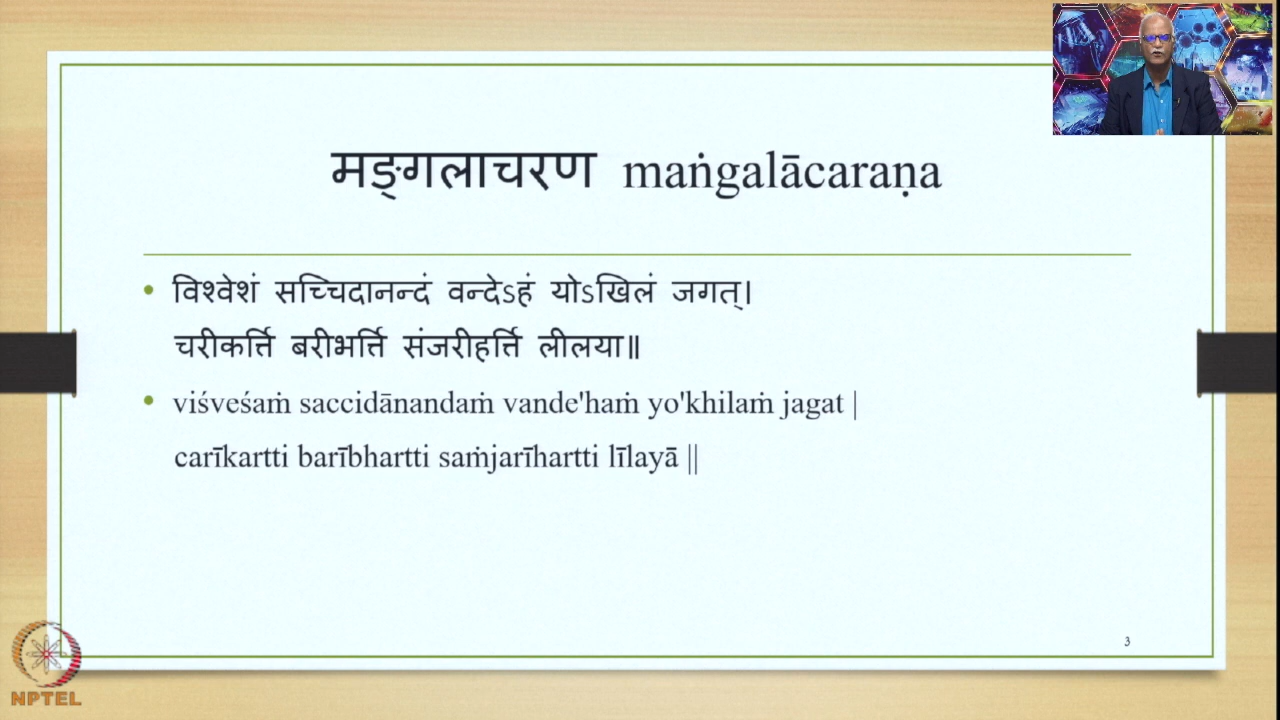 मङ्गलाचरण maṅgalācaraṇa
• विश्वेशं सच्चिदानन्दं वन्देऽहं योऽखिलं जगत्।
चरीकर्त्ति बरीभर्त्ति संजरीहर्त्ति लीलया॥
• viśveśaṁ saccidānandaṁ vande'haṁ yo'khilaṁ jagat |
carīkartti barībhartti saṁjarīhartti līlayā ||
3
NPTEL